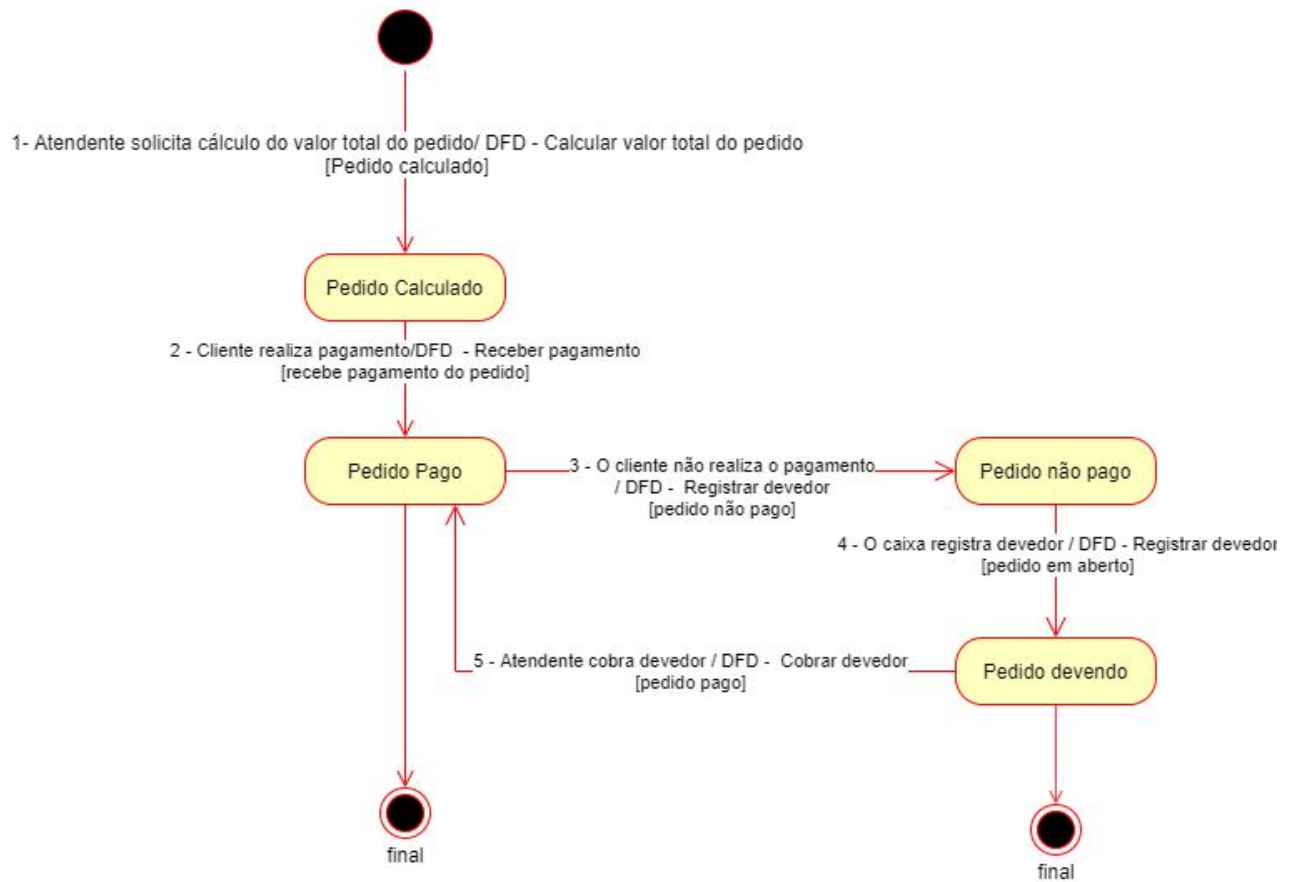 1- Atendente solicita cálculo do valor total do pedido/ DFD - Calcular valor total do pedido
[Pedido calculado]
Pedido Calculado
2 - Cliente realiza pagamento/DFD - Receber pagamento
[recebe pagamento do pedido]
Pedido Pago
3 - O cliente não realiza o pagamento
/ DFD - Registrar devedor
[pedido não pago]
Pedido não pago
4 - O caixa registra devedor / DFD - Registrar devedor
[pedido em aberto]
5 - Atendente cobra devedor / DFD - Cobrar devedor
[pedido pago]
Pedido devendo
final
final